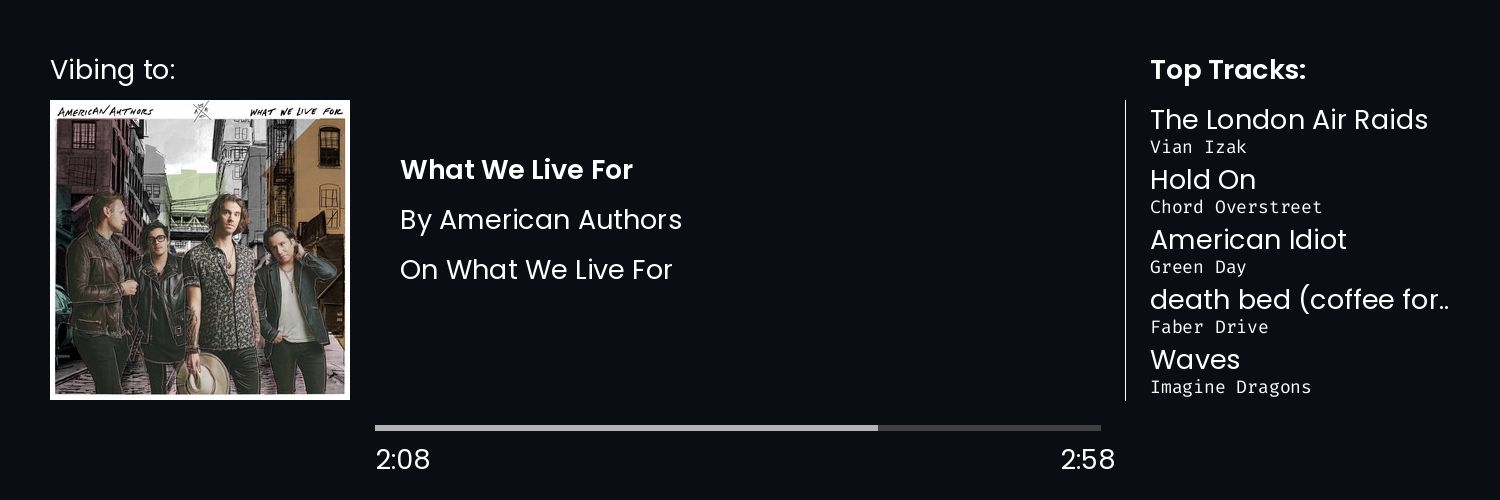 Vibing to:
AMERICAN AUTHORS
WHAT WE LIVE FOR
What We Live For
By American Authors
On What We Live For
2:08
2:58
Top Tracks:
The London Air Raids
Vian Izak
Hold On
Chord Overstreet
American Idiot
Green Day
death bed (coffee for..
Faber Drive
Waves
Imagine Dragons